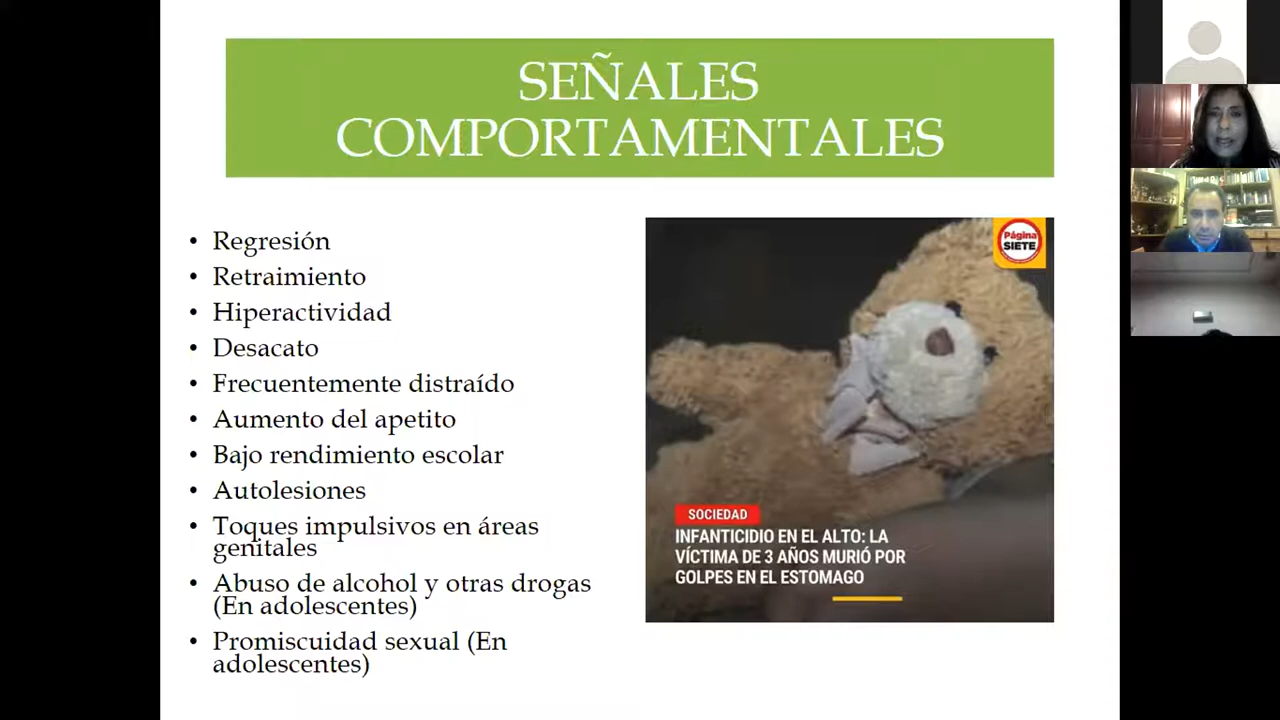 SEÑALES
COMPORTAMENTALES
• Regresión
• Retraimiento
• Hiperactividad
• Desacato
• Frecuentemente distraído
• Aumento del apetito
• Bajo rendimiento escolar
• Autolesiones
• Toques impulsivos en áreas
genitales
• Abuso de alcohol y otras drogas
(En adolescentes)
• Promiscuidad sexual (En
adolescentes)
Página
SIETE
SOCIEDAD
INFANTICIDIO EN EL ALTO: LA
VÍCTIMA DE 3 AÑOS MURIÓ POR
GOLPES EN EL ESTOMAGO